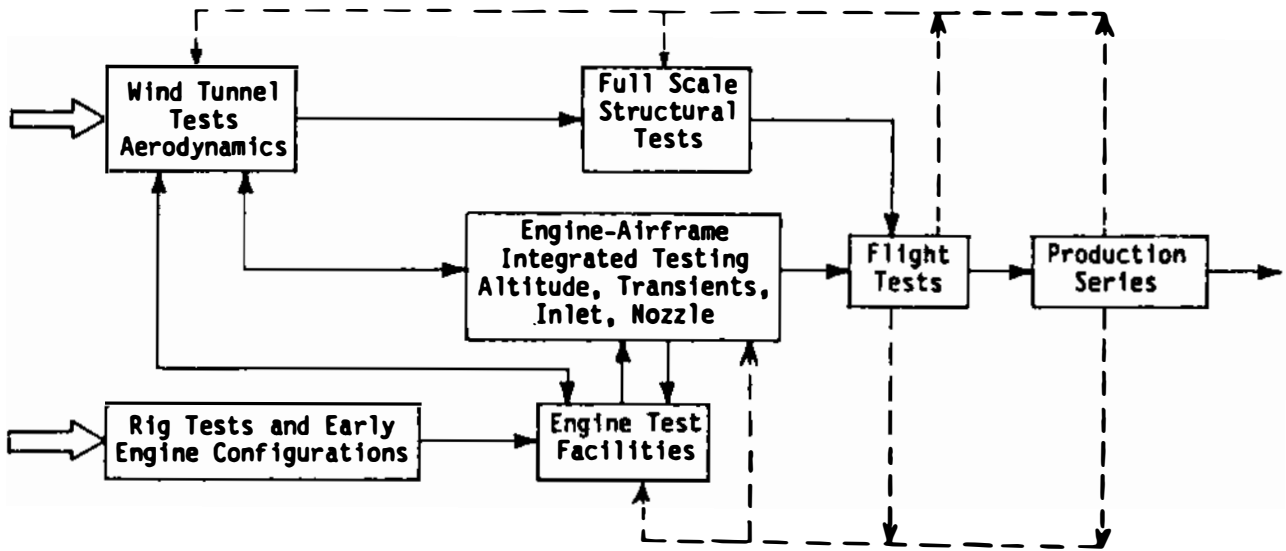 Wind Tunnel
Tests
Aerodynamics
Full Scale
Structural
Tests
Engine-Airframe
Integrated Testing
Altitude, Transients,
Inlet, Nozzle
Flight
Tests
Production
Series
Rig Tests and Early
Engine Configurations
Engine Test
Facilities